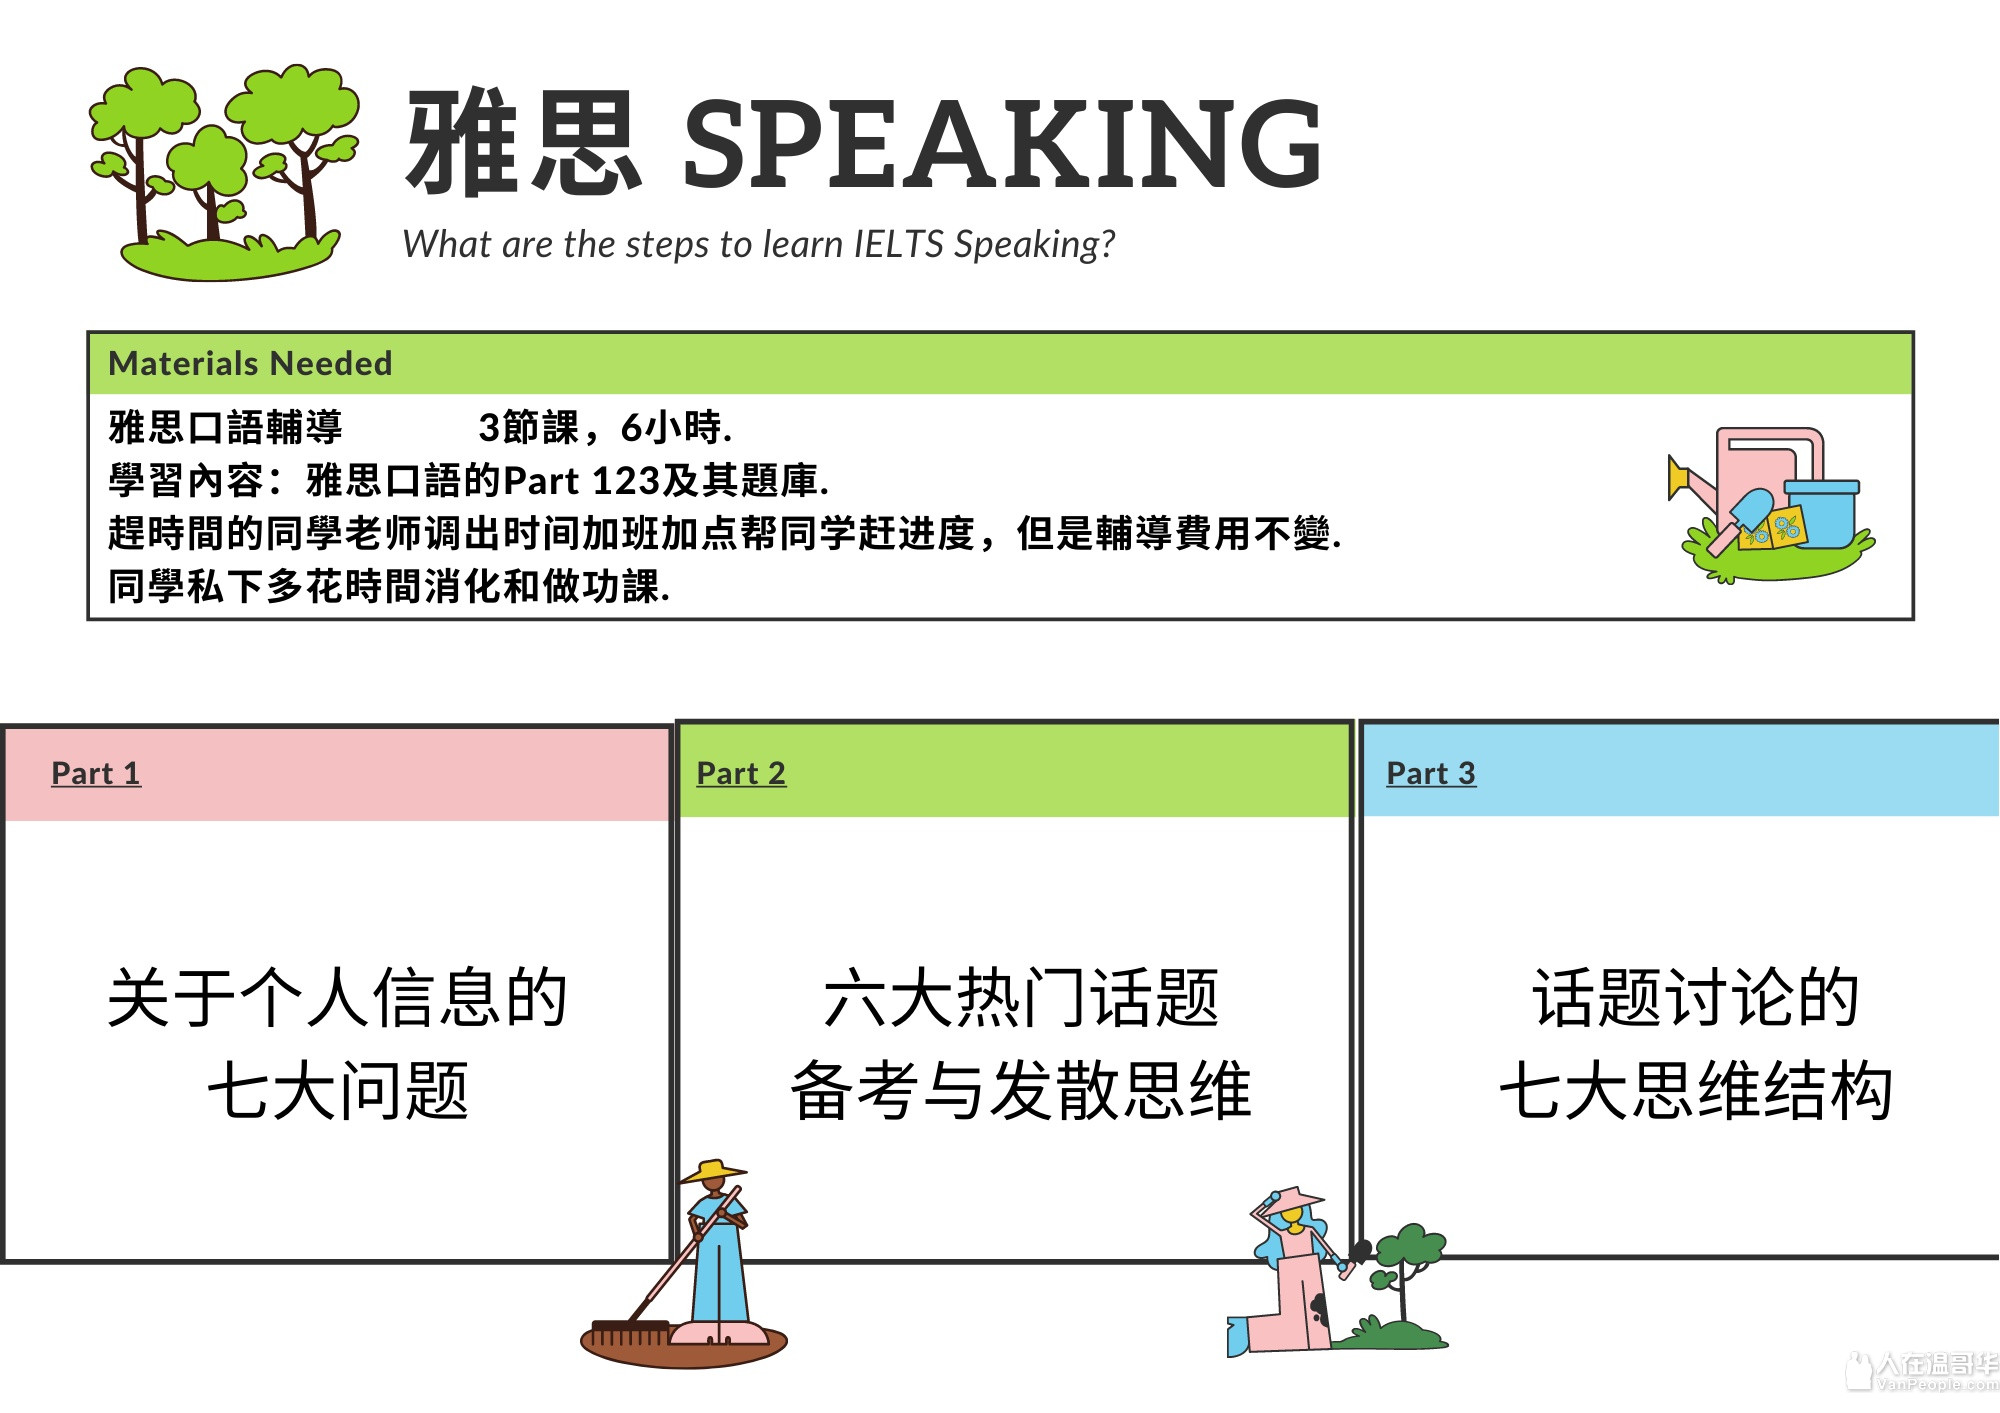 雅思 SPEAKING
What are the steps to learn IELTS Speaking?
Materials Needed
雅思口語輔導 3節課，6小時.
學習內容：雅思口語的Part 123及其題庫.
趕時間的同學老师调出时间加班加点帮同学赶进度，但是輔導費用不變.
同學私下多花時間消化和做功課.
Part 1
关于个人信息的
七大问题
Part 2
六大热门话题
备考与发散思维
Part 3
话题讨论的
七大思维结构
人在温哥华
VanPeople.com